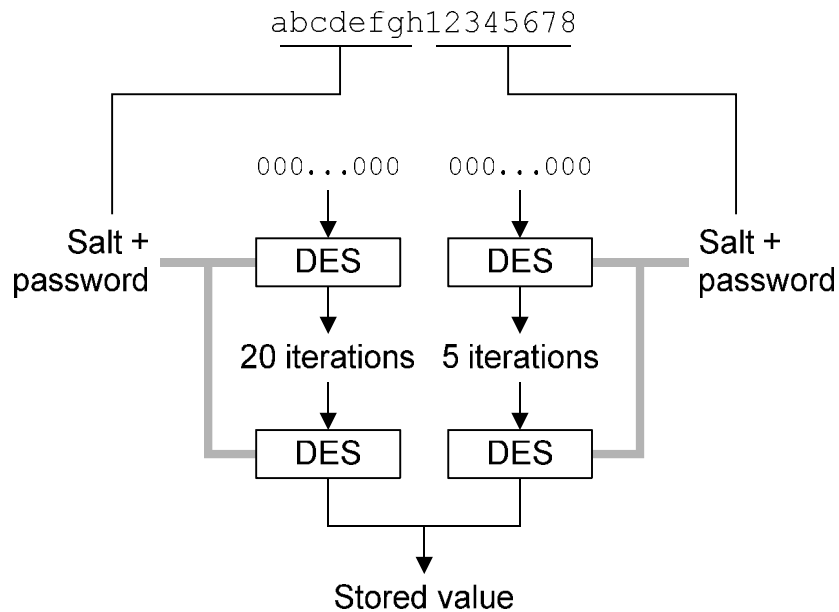 abcdefgh12345678
000...000 000...000
Salt +
password
DES DES
Salt +
password
20 iterations 5 iterations
DES DES
Stored value